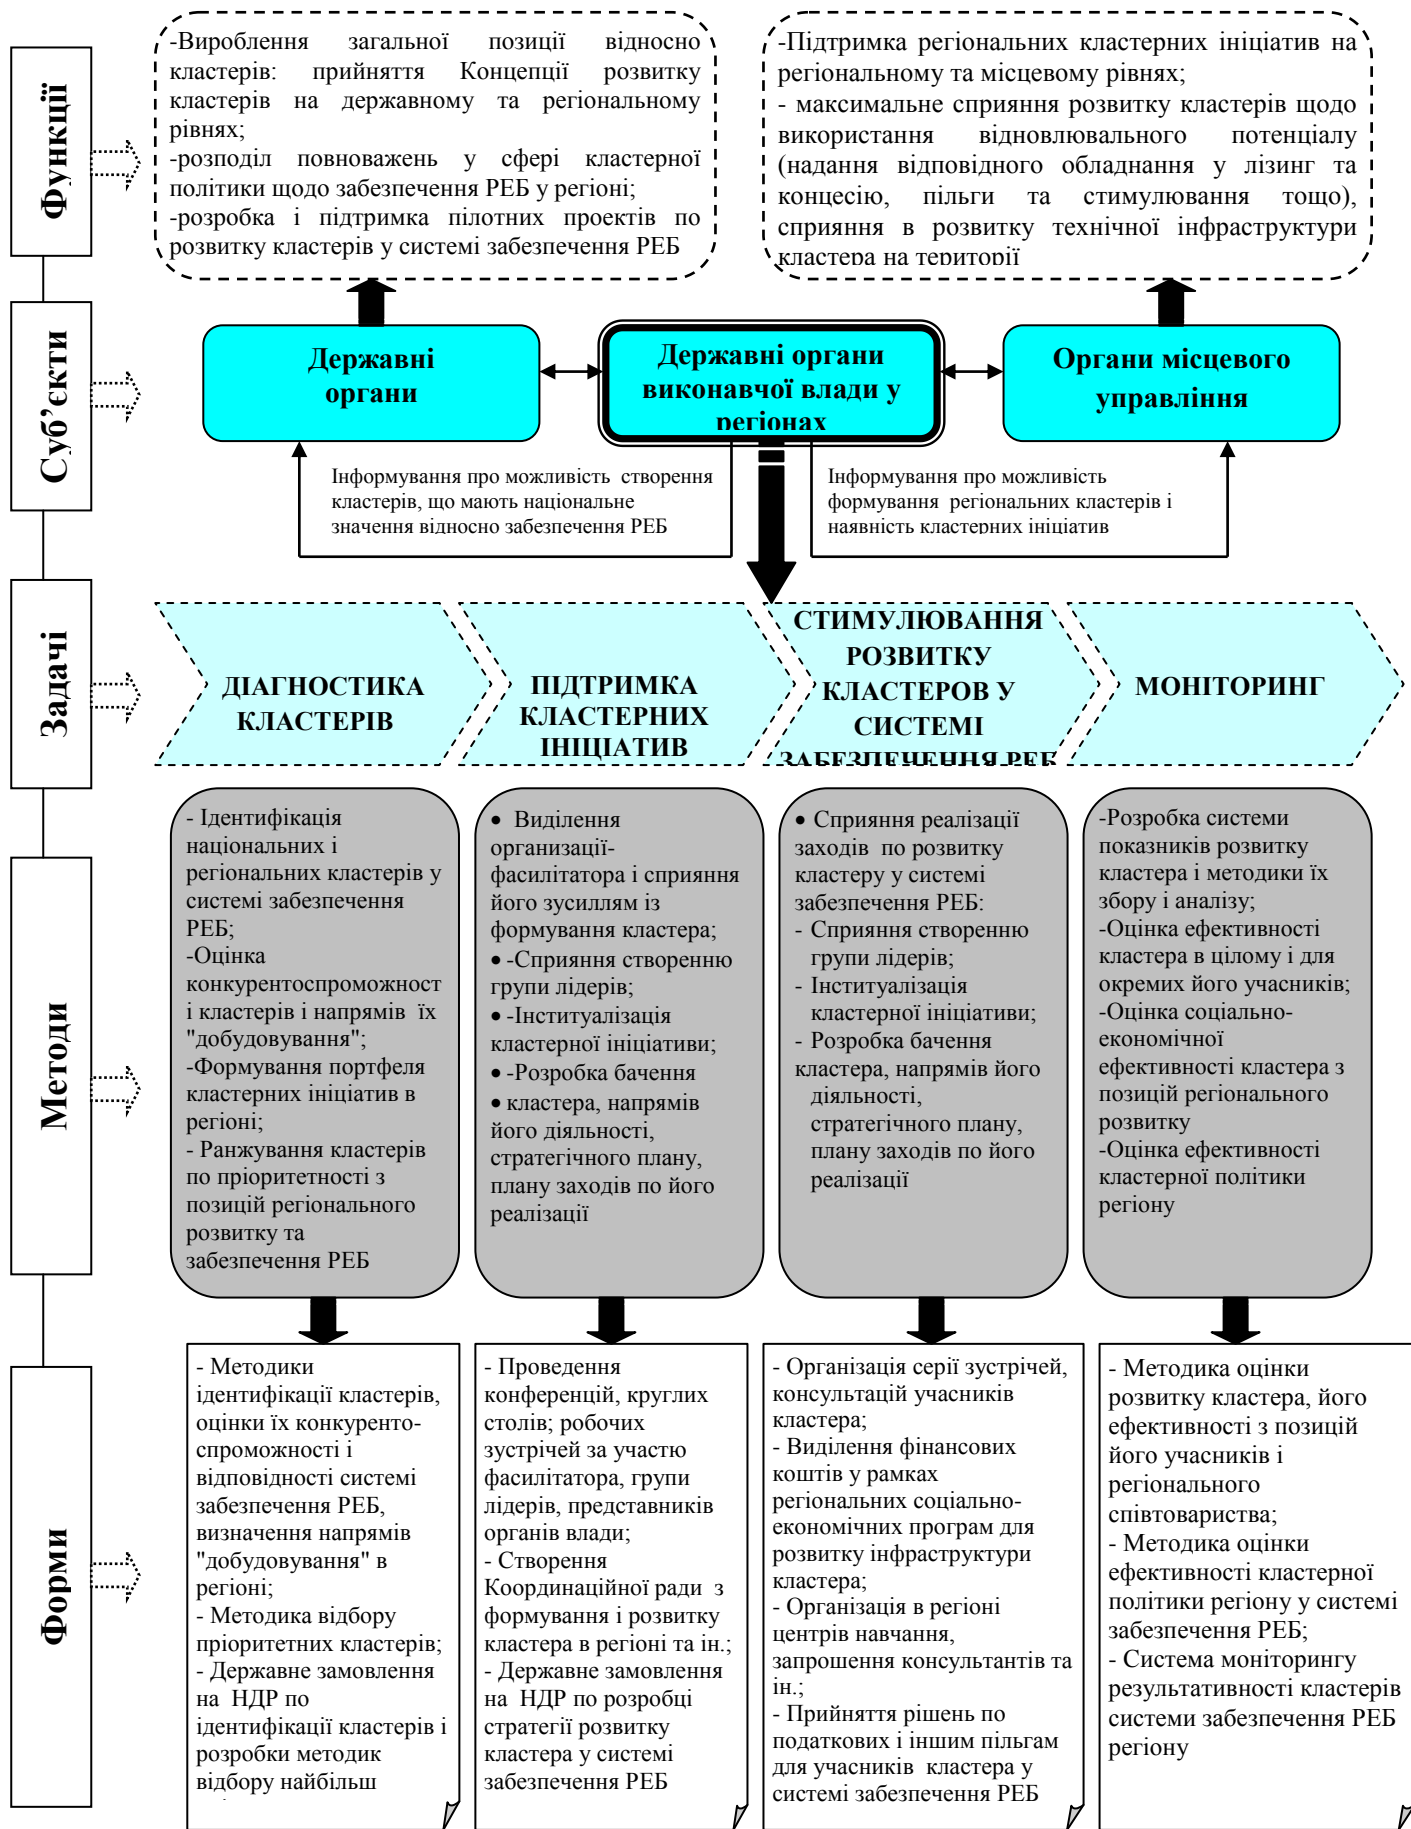 Функції
-Вироблення загальної позиції відносно
кластерів: прийняття Концепції розвитку
кластерів на державному та регіональному
рівнях;
-розподіл повноважень у сфері кластерної
політики щодо забезпечення РЕБ у регіоні;
-розробка і підтримка пілотних проектів по
розвитку кластерів у системі забезпечення РЕБ
-Підтримка регіональних кластерних ініціатив на
регіональному та місцевому рівнях;
- максимальне сприяння розвитку кластерів щодо
використання відновлювального потенціалу
(надання відповідного обладнання у лізинг та
концесію, пільги та стимулювання тощо),
сприяння в розвитку технічної інфраструктури
кластера на території
Суб’єкти
Державні
органи
Державні органи
виконавчої влади у
регіонах
Органи місцевого
управління
Інформування про можливість створення
кластерів, що мають національне
значення відносно забезпечення РЕБ
Інформування про можливість
формування регіональних кластерів і
наявність кластерних ініціатив
Задачі
ДІАГНОСТИКА
КЛАСТЕРІВ
ПІДТРИМКА
КЛАСТЕРНИХ
ІНІЦІАТИВ
СТИМУЛЮВАННЯ
РОЗВИТКУ
КЛАСТЕРОВ У
СИСТЕМІ
ЗАБЕЗПЕЧЕННЯ РЕБ
МОНІТОРИНГ
Методи
- Ідентифікація
національних і
регіональних кластерів у
системі забезпечення
РЕБ;
-Оцінка
конкурентоспроможност
і кластерів і напрямів їх
"добудовування";
-Формування портфеля
кластерних ініціатив в
регіоні;
- Ранжування кластерів
по пріоритетності з
позицій регіонального
розвитку та
забезпечення РЕБ
• Виділення
организації-
фасилітатора і сприяння
його зусиллям із
формування кластера;
• -Сприяння створенню
групи лідерів;
• -Інституалізація
кластерної ініціативи;
• -Розробка бачення
• кластера, напрямів
його діяльності,
стратегічного плану,
плану заходів по його
реалізації
• Сприяння реалізації
заходів по розвитку
кластеру у системі
забезпечення РЕБ:
- Сприяння створенню
групи лідерів;
- Інституалізація
кластерної ініціативи;
- Розробка бачення
кластера, напрямів його
діяльності,
стратегічного плану,
плану заходів по його
реалізації
-Розробка системи
показників розвитку
кластера і методики їх
збору і аналізу;
-Оцінка ефективності
кластера в цілому і для
окремих його учасників;
-Оцінка соціально-
економічної
ефективності кластера з
позицій регіонального
розвитку
-Оцінка ефективності
кластерної політики
регіону
Форми
- Методики
ідентифікації кластерів,
оцінки їх конкуренто-
спроможності і
відповідності системі
забезпечення РЕБ,
визначення напрямів
"добудовування" в
регіоні;
- Методика відбору
пріоритетних кластерів;
- Державне замовлення
на НДР по
ідентифікації кластерів і
розробки методик
відбору найбільш
- Проведення
конференцій, круглих
столів; робочих
зустрічей за участю
фасилітатора, групи
лідерів, представників
органів влади;
- Створення
Координаційної ради з
формування і розвитку
кластера в регіоні та ін.;
- Державне замовлення
на НДР по розробці
стратегії розвитку
кластера у системі
забезпечення РЕБ
- Організація серії зустрічей,
консультацій учасників
кластера;
- Виділення фінансових
коштів у рамках
регіональних соціально-
економічних програм для
розвитку інфраструктури
кластера;
- Організація в регіоні
центрів навчання,
запрошення консультантів та
ін.;
- Прийняття рішень по
податкових і іншим пільгам
для учасників кластера у
системі забезпечення РЕБ
- Методика оцінки
розвитку кластера, його
ефективності з позицій
його учасників і
регіонального
співтовариства;
- Методика оцінки
ефективності кластерної
політики регіону у системі
забезпечення РЕБ;
- Система моніторингу
результативності кластерів
системи забезпечення РЕБ
регіону